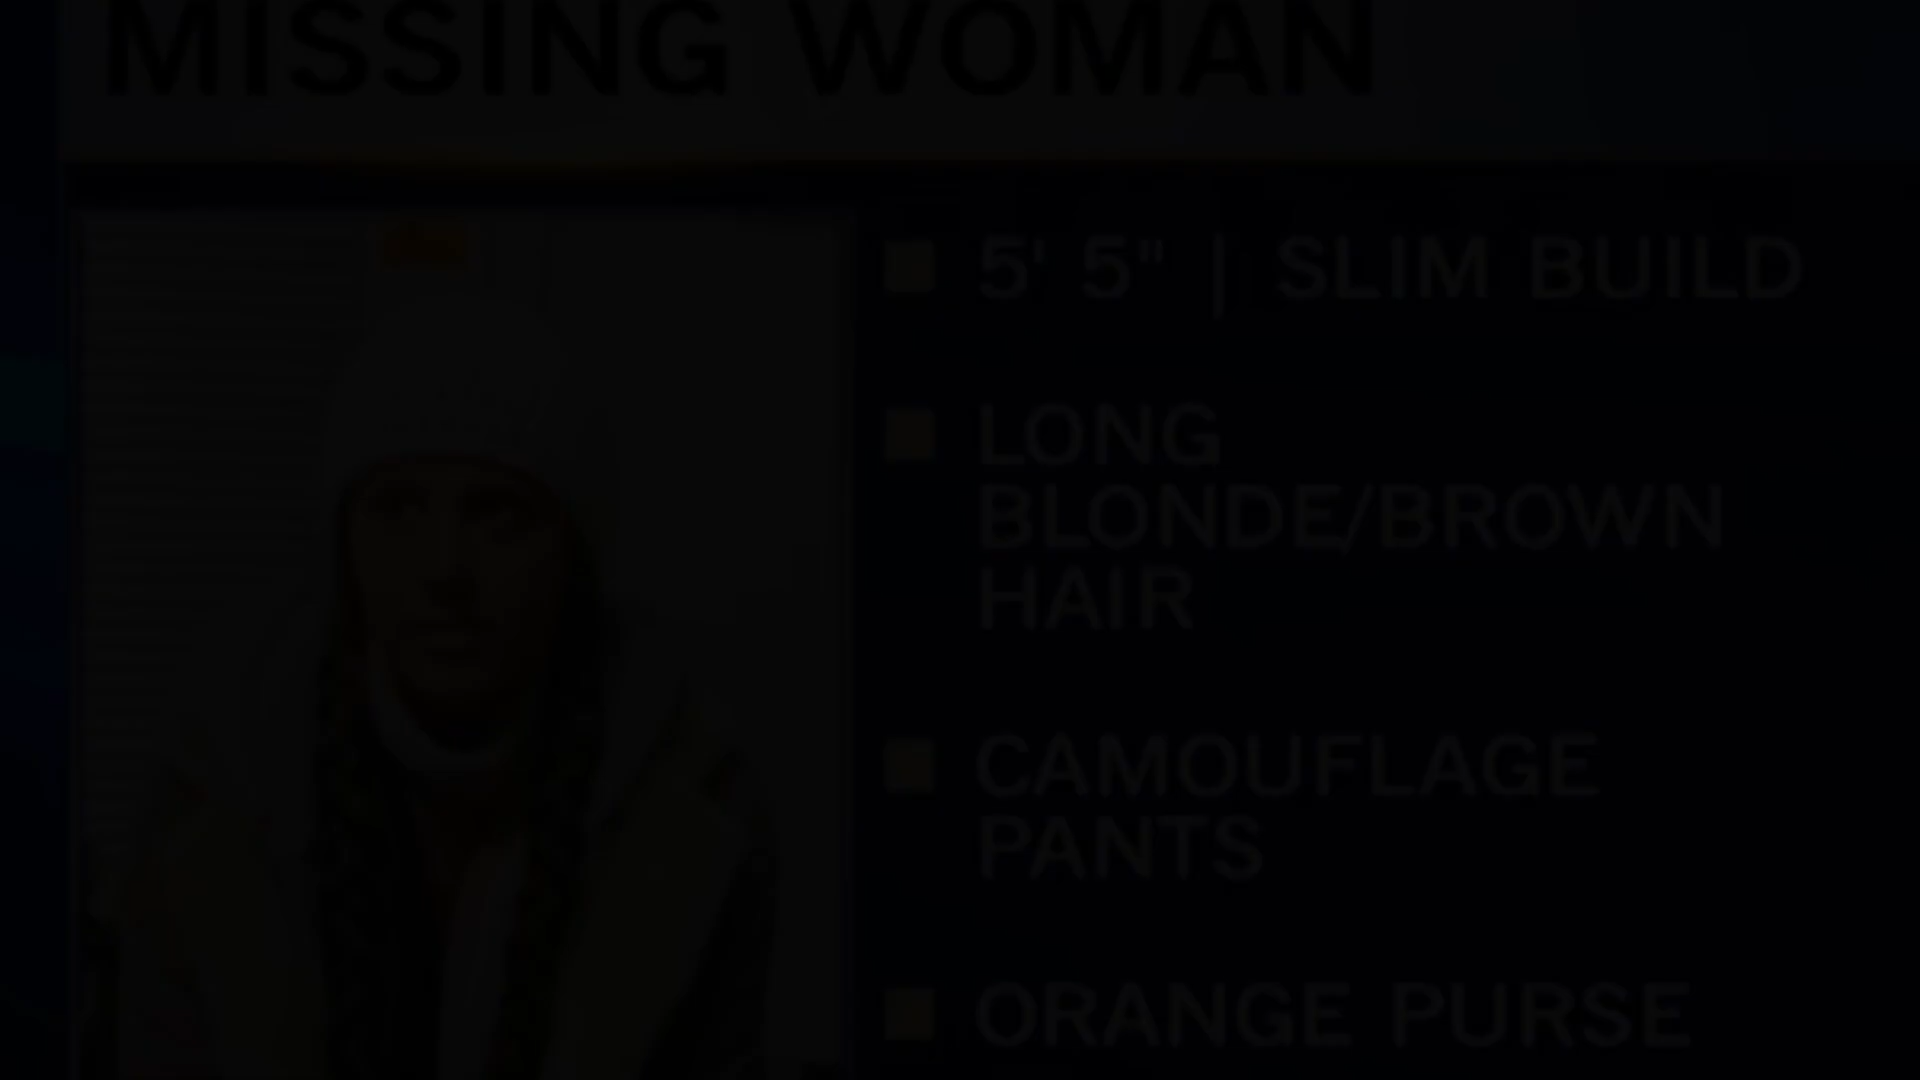 MISSING WOMAN
5' 5" | SLIM BUILD
LONG
BLONDE/BROWN
HAIR
CAMOUFLAGE
PANTS
ORANGE PURSE